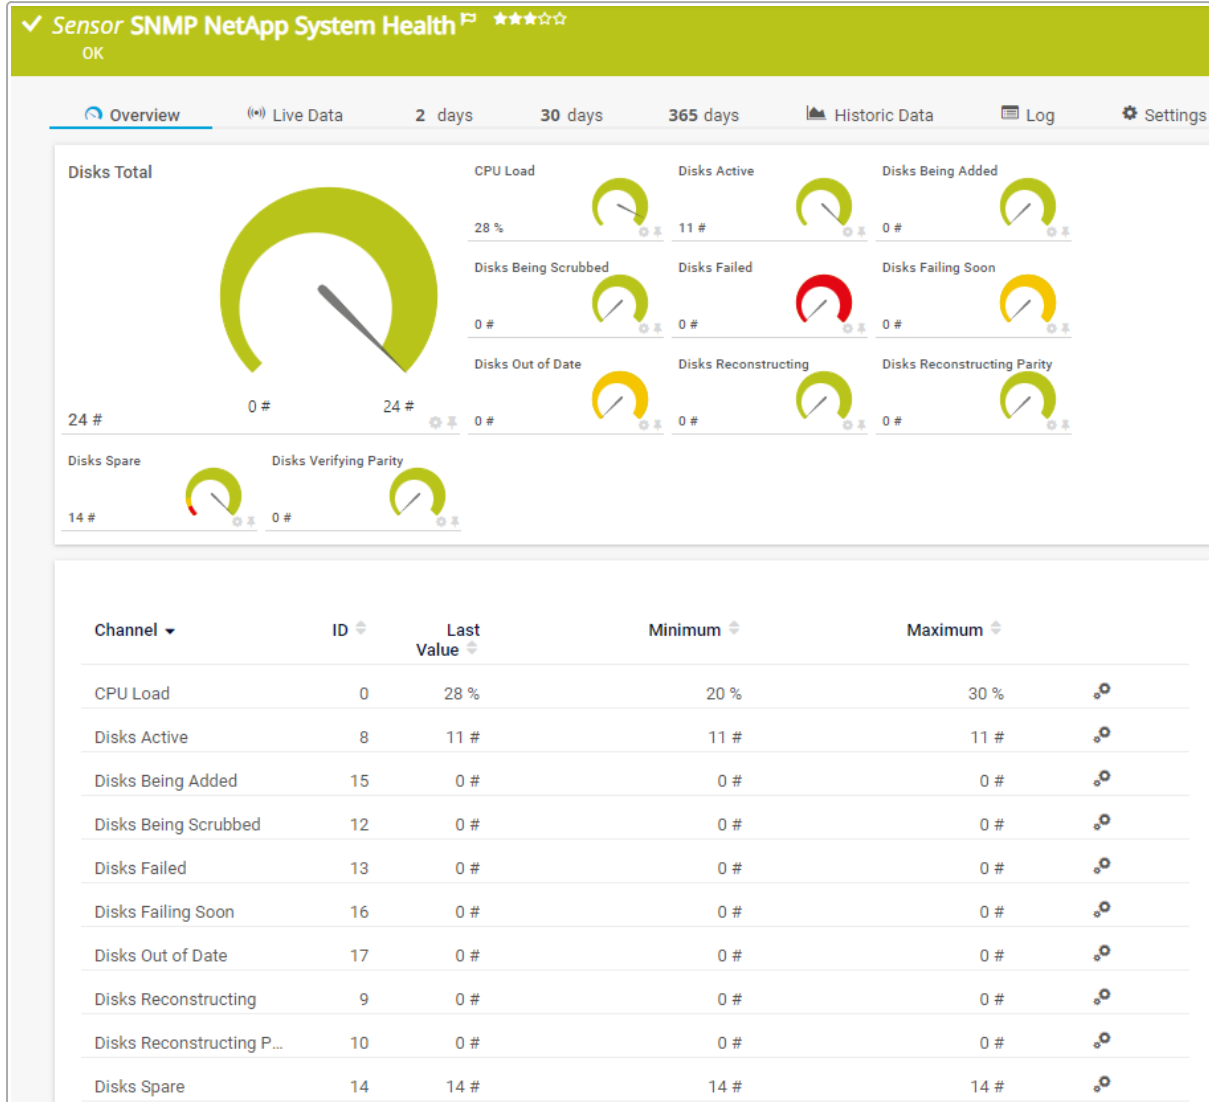 Sensor SNMP NetApp System Health
OK
Overview Live Data 2 days 30 days 365 days Historic Data Log Settings
Disks Total
0 # 24 #
24 #
CPU Load
28 %
Disks Active
11 #
Disks Being Added
0 #
Disks Being Scrubbed
0 #
Disks Failed
0 #
Disks Failing Soon
0 #
Disks Out of Date
0 #
Disks Reconstructing
0 #
Disks Reconstructing Parity
0 #
Disks Spare
14 #
Disks Verifying Parity
0 #
Channel ID Last Value Minimum Maximum
CPU Load 0 28 % 20 % 30 %
Disks Active 8 11 # 11 # 11 #
Disks Being Added 15 0 # 0 # 0 #
Disks Being Scrubbed 12 0 # 0 # 0 #
Disks Failed 13 0 # 0 # 0 #
Disks Failing Soon 16 0 # 0 # 0 #
Disks Out of Date 17 0 # 0 # 0 #
Disks Reconstructing 9 0 # 0 # 0 #
Disks Reconstructing P... 10 0 # 0 # 0 #
Disks Spare 14 14 # 14 # 14 #